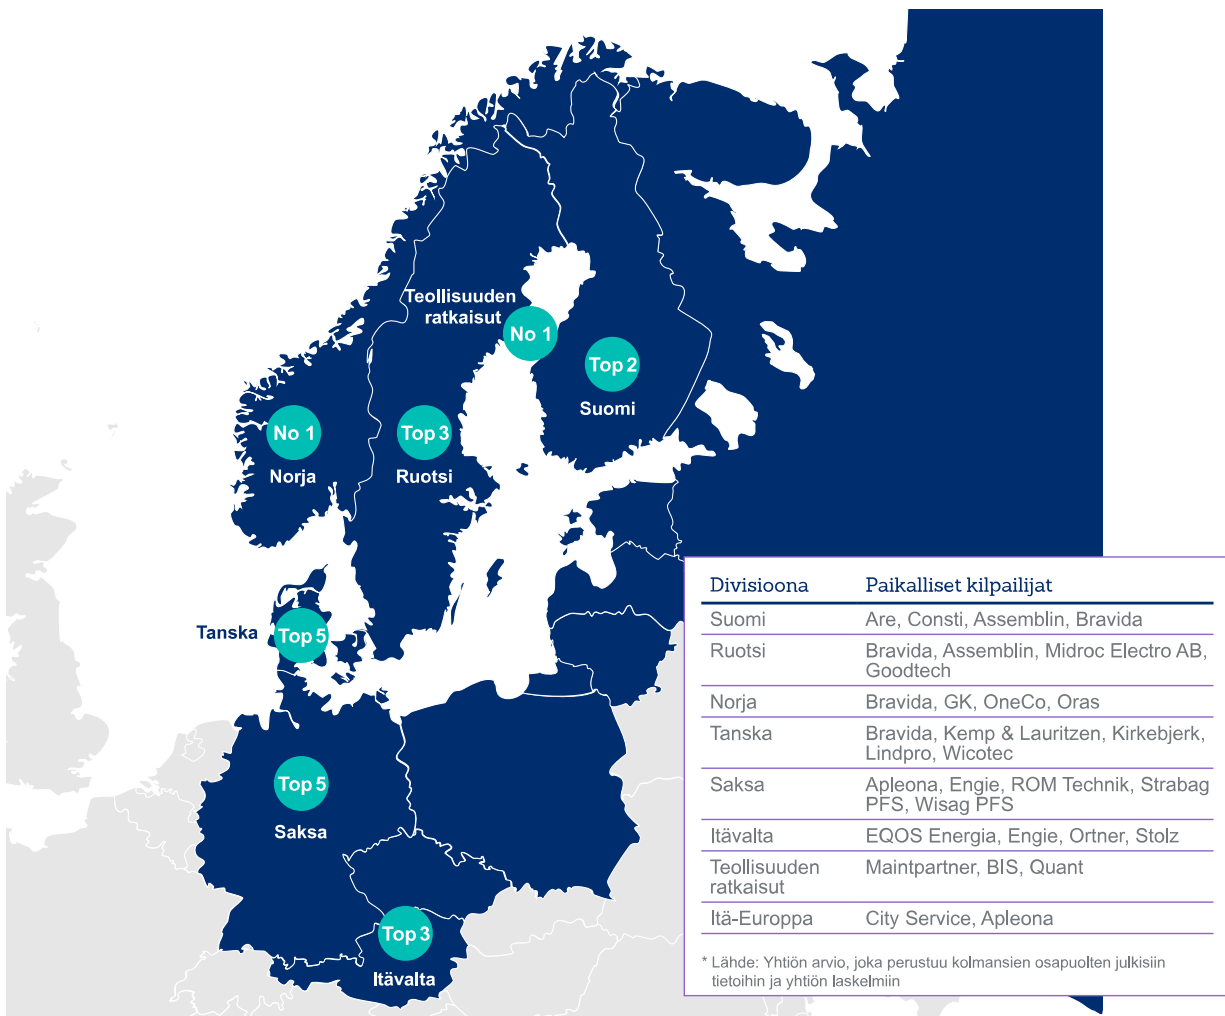 Teollisuuden
ratkaisut
No 1
Top 2
Suomi
No 1
Norja
Top 3
Ruotsi
Tanska
Top 5
Top 5
Saksa
Top 3
Itävalta
Divisioona Paikalliset kilpailijat
Suomi Are, Consti, Assemblin, Bravida
Ruotsi Bravida, Assemblin, Midroc Electro AB,
Goodtech
Norja Bravida, GK, OneCo, Oras
Tanska Bravida, Kemp & Lauritzen, Kirkebjerk,
Lindpro, Wicotec
Saksa Apleona, Engie, ROM Technik, Strabag
PFS, Wisag PFS
Itävalta EQOS Energia, Engie, Ortner, Stolz
Teollisuuden Maintpartner, BIS, Quant
ratkaisut
Itä-Europpa City Service, Apleona
* Lähde: Yhtiön arvio, joka perustuu kolmansien osapuolten julkisiin
tietoihin ja yhtiön laskelmiin